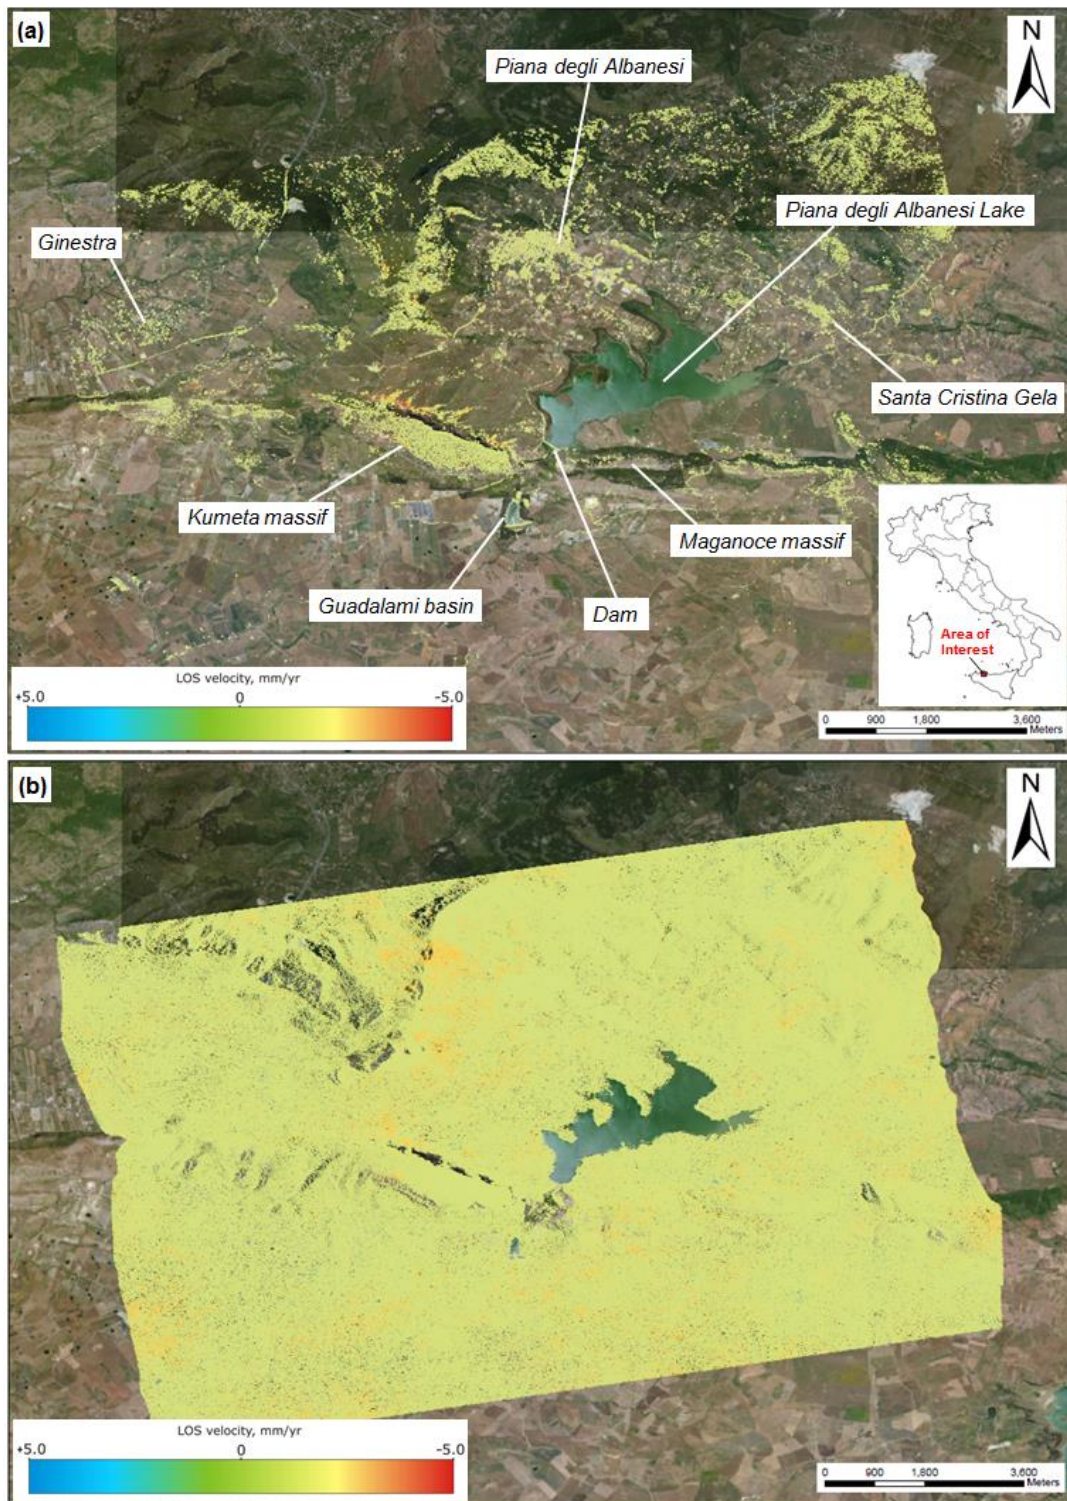 (a)
N
Piana degli Albanesi
Piana degli Albanesi Lake
Ginestra
Santa Cristina Gela
Kumeta massif
Maganoce massif
Guadalami basin
Dam
Area of
Interest
LOS velocity, mm/yr
+5.0 0 -5.0
0 900 1,800 3,600
Meters
(b)
N
LOS velocity, mm/yr
+5.0 0 -5.0
0 900 1,800 3,600
Meters